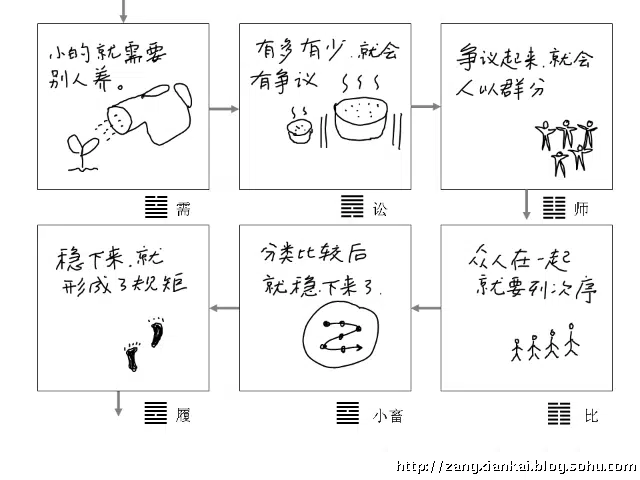 小的就需要
别人养。
有多有少.就会
有争议
争议起来.就会
人以群分
需
讼
师
众人在一起
就要列次序
分类比较后
就稳下来了.
稳下来.就
形成了规矩
比
小畜
履
http://zangxiankai.blog.sohu.com